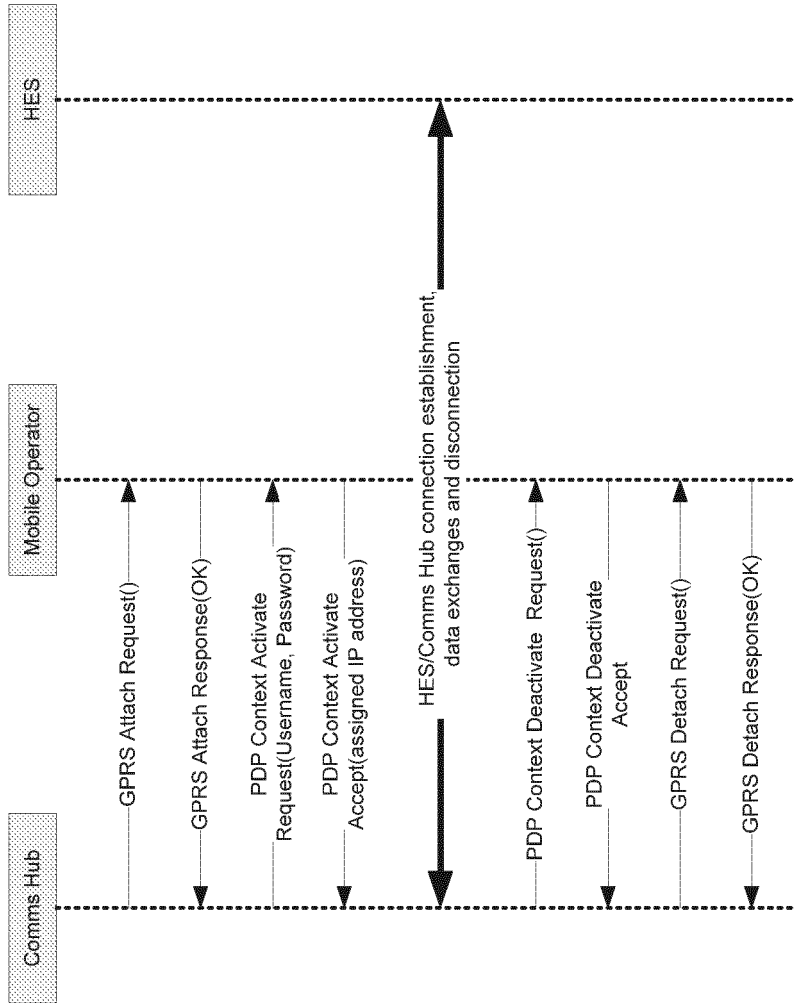 Comms Hub
Mobile Operator
HES
GPRS Attach Request()
GPRS Attach Response(OK)
PDP Context Activate
Request(Username, Password)
PDP Context Activate
Accept(assigned IP address)
HES/Comms Hub connection establishment,
data exchanges and disconnection
PDP Context Deactivate Request()
PDP Context Deactivate
Accept
GPRS Detach Request()
GPRS Detach Response(OK)